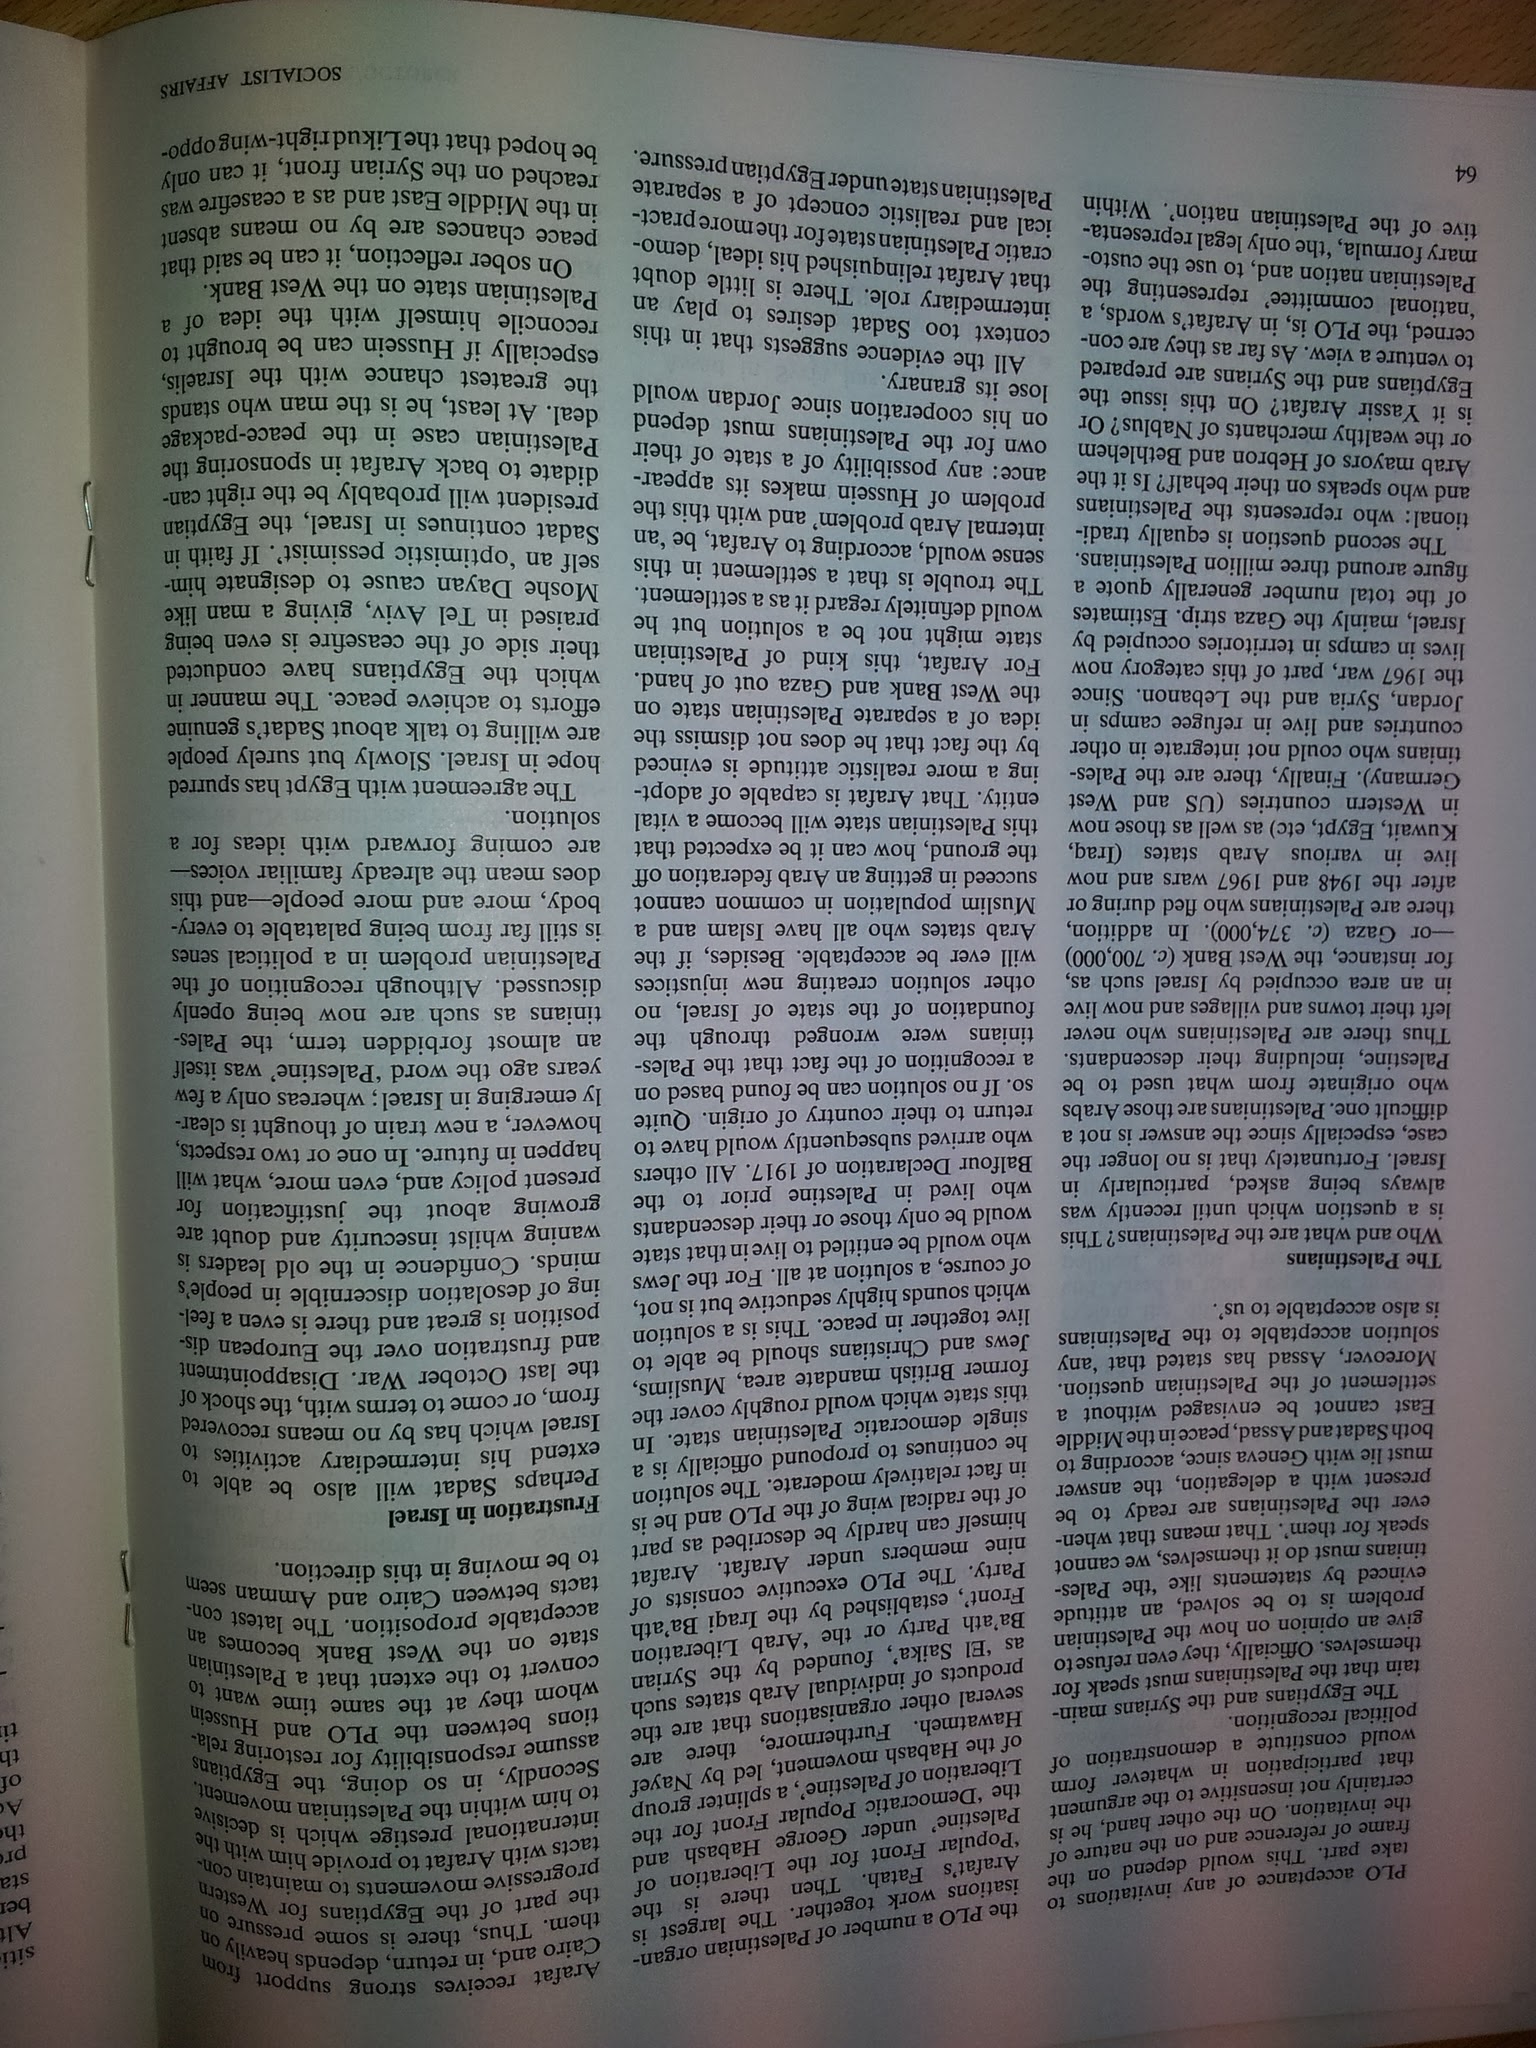 PLO acceptance of any invitations to
take part. This would depend on the
frame of reference and on the nature of
the invitation. On the other hand, he is
certainly not insensitive to the argument
that participation in whatever form
would constitute a demonstration of
political recognition.
The Egyptians and the Syrians main-
tain that the Palestinians must speak for
themselves. Officially, they even refuse to
give an opinion on how the Palestinian
problem is to be solved, an attitude
evinced by statements like ‘the Pales-
tinians must do it themselves, we cannot
speak for them’. That means that when-
ever the Palestinians are ready to be
present with a delegation, the answer
must lie with Geneva since, according to
both Sadat and Assad, peace in the Middle
East cannot be envisaged without a
settlement of the Palestinian question.
Moreover, Assad has stated that ‘any
solution acceptable to the Palestinians
is also acceptable to us’.
The Palestinians
Who and what are the Palestinians? This
is a question which until recently was
always being asked, particularly in
Israel. Fortunately that is no longer the
case, especially since the answer is not a
difficult one. Palestinians are those Arabs
who originate from what used to be
Palestine, including their descendants.
Thus there are Palestinians who never
left their towns and villages and now live
in an area occupied by Israel such as,
for instance, the West Bank (c. 700,000)
—or Gaza (c. 374,000). In addition,
there are Palestinians who fled during or
after the 1948 and 1967 wars and now
live in various Arab states (Iraq,
Kuwait, Egypt, etc) as well as those now
in Western countries (US and West
Germany). Finally, there are the Pales-
tinians who could not integrate in other
countries and live in refugee camps in
Jordan, Syria and the Lebanon. Since
the 1967 war, part of this category now
lives in camps in territories occupied by
Israel, mainly the Gaza strip. Estimates
of the total number generally quote a
figure around three million Palestinians.
The second question is equally tradi-
tional: who represents the Palestinians
and who speaks on their behalf? Is it the
Arab mayors of Hebron and Bethlehem
or the wealthy merchants of Nablus? Or
is it Yassir Arafat? On this issue the
Egyptians and the Syrians are prepared
to venture a view. As far as they are con-
cerned, the PLO is, in Arafat's words, a
‘national committee’ representing the
Palestinian nation and, to use the custo-
mary formula, ‘the only legal representa-
tive of the Palestinian nation’. Within
64
the PLO a number of Palestinian organ-
isations work together. The largest is
Arafat's Fatah. Then there is the
‘Popular Front for the Liberation of
Palestine’ under George Habash and
the ‘Democratic Popular Front for the
Liberation of Palestine’, a splinter group
of the Habash movement, led by Nayef
Hawatmeh. Furthermore, there are
several other organisations that are the
products of individual Arab states such
as ‘El Saika’, founded by the Syrian
Ba'ath Party or the ‘Arab Liberation
Front’, established by the Iraqi Ba'ath
Party. The PLO executive consists of
nine members under Arafat. Arafat
himself can hardly be described as part
of the radical wing of the PLO and he is
in fact relatively moderate. The solution
he continues to propound officially is a
single democratic Palestinian state. In
this state which would roughly cover the
former British mandate area, Muslims,
Jews and Christians should be able to
live together in peace. This is a solution
which sounds highly seductive but is not,
of course, a solution at all. For the Jews
who would be entitled to live in that state
would be only those or their descendants
who lived in Palestine prior to the
Balfour Declaration of 1917. All others
who arrived subsequently would have to
return to their country of origin. Quite
so. If no solution can be found based on
a recognition of the fact that the Pales-
tinians were wronged through the
foundation of the state of Israel, no
other solution creating new injustices
will ever be acceptable. Besides, if the
Arab states who all have Islam and a
Muslim population in common cannot
succeed in getting an Arab federation off
the ground, how can it be expected that
this Palestinian state will become a vital
entity. That Arafat is capable of adopt-
ing a more realistic attitude is evinced
by the fact that he does not dismiss the
idea of a separate Palestinian state on
the West Bank and Gaza out of hand.
For Arafat, this kind of Palestinian
state might not be a solution but he
would definitely regard it as a settlement.
The trouble is that a settlement in this
sense would, according to Arafat, be ‘an
internal Arab problem’ and with this the
problem of Hussein makes its appear-
ance: any possibility of a state of their
own for the Palestinians must depend
on his cooperation since Jordan would
lose its granary.
All the evidence suggests that in this
context too Sadat desires to play an
intermediary role. There is little doubt
that Arafat relinquished his ideal, demo-
cratic Palestinian state for the more pract-
ical and realistic concept of a separate
Palestinian state under Egyptian pressure.
Arafat receives strong support from
Cairo and, in return, depends heavily on
them. Thus, there is some pressure on
the part of the Egyptians for Western
progressive movements to maintain con-
tacts with Arafat to provide him with the
international prestige which is decisive
to him within the Palestinian movement.
Secondly, in so doing, the Egyptians
assume responsibility for restoring rela-
tions between the PLO and Hussein
whom they at the same time want to
convert to the extent that a Palestinian
state on the West Bank becomes an
acceptable proposition. The latest con-
tacts between Cairo and Amman seem
to be moving in this direction.
Frustration in Israel
Perhaps Sadat will also be able to
extend his intermediary activities to
Israel which has by no means recovered
from, or come to terms with, the shock of
the last October War. Disappointment
and frustration over the European dis-
position is great and there is even a feel-
ing of desolation discernible in people's
minds. Confidence in the old leaders is
waning whilst insecurity and doubt are
growing about the justification for
present policy and, even more, what will
happen in future. In one or two respects,
however, a new train of thought is clear-
ly emerging in Israel; whereas only a few
years ago the word ‘Palestine’ was itself
an almost forbidden term, the Pales-
tinians as such are now being openly
discussed. Although recognition of the
Palestinian problem in a political senes
is still far from being palatable to every-
body, more and more people—and this
does mean the already familiar voices—
are coming forward with ideas for a
solution.
The agreement with Egypt has spurred
hope in Israel. Slowly but surely people
are willing to talk about Sadat's genuine
efforts to achieve peace. The manner in
which the Egyptians have conducted
their side of the ceasefire is even being
praised in Tel Aviv, giving a man like
Moshe Dayan cause to designate him-
self an ‘optimistic pessimist’. If faith in
Sadat continues in Israel, the Egyptian
president will probably be the right can-
didate to back Arafat in sponsoring the
Palestinian case in the peace-package
deal. At least, he is the man who stands
the greatest chance with the Israelis,
especially if Hussein can be brought to
reconcile himself with the idea of a
Palestinian state on the West Bank.
On sober reflection, it can be said that
peace chances are by no means absent
in the Middle East and as a ceasefire was
reached on the Syrian front, it can only
be hoped that the Likud right-wing oppo-
SOCIALIST AFFAIRS
siti
Alt
ber
sta
pro
the
Ac
of
th
ti